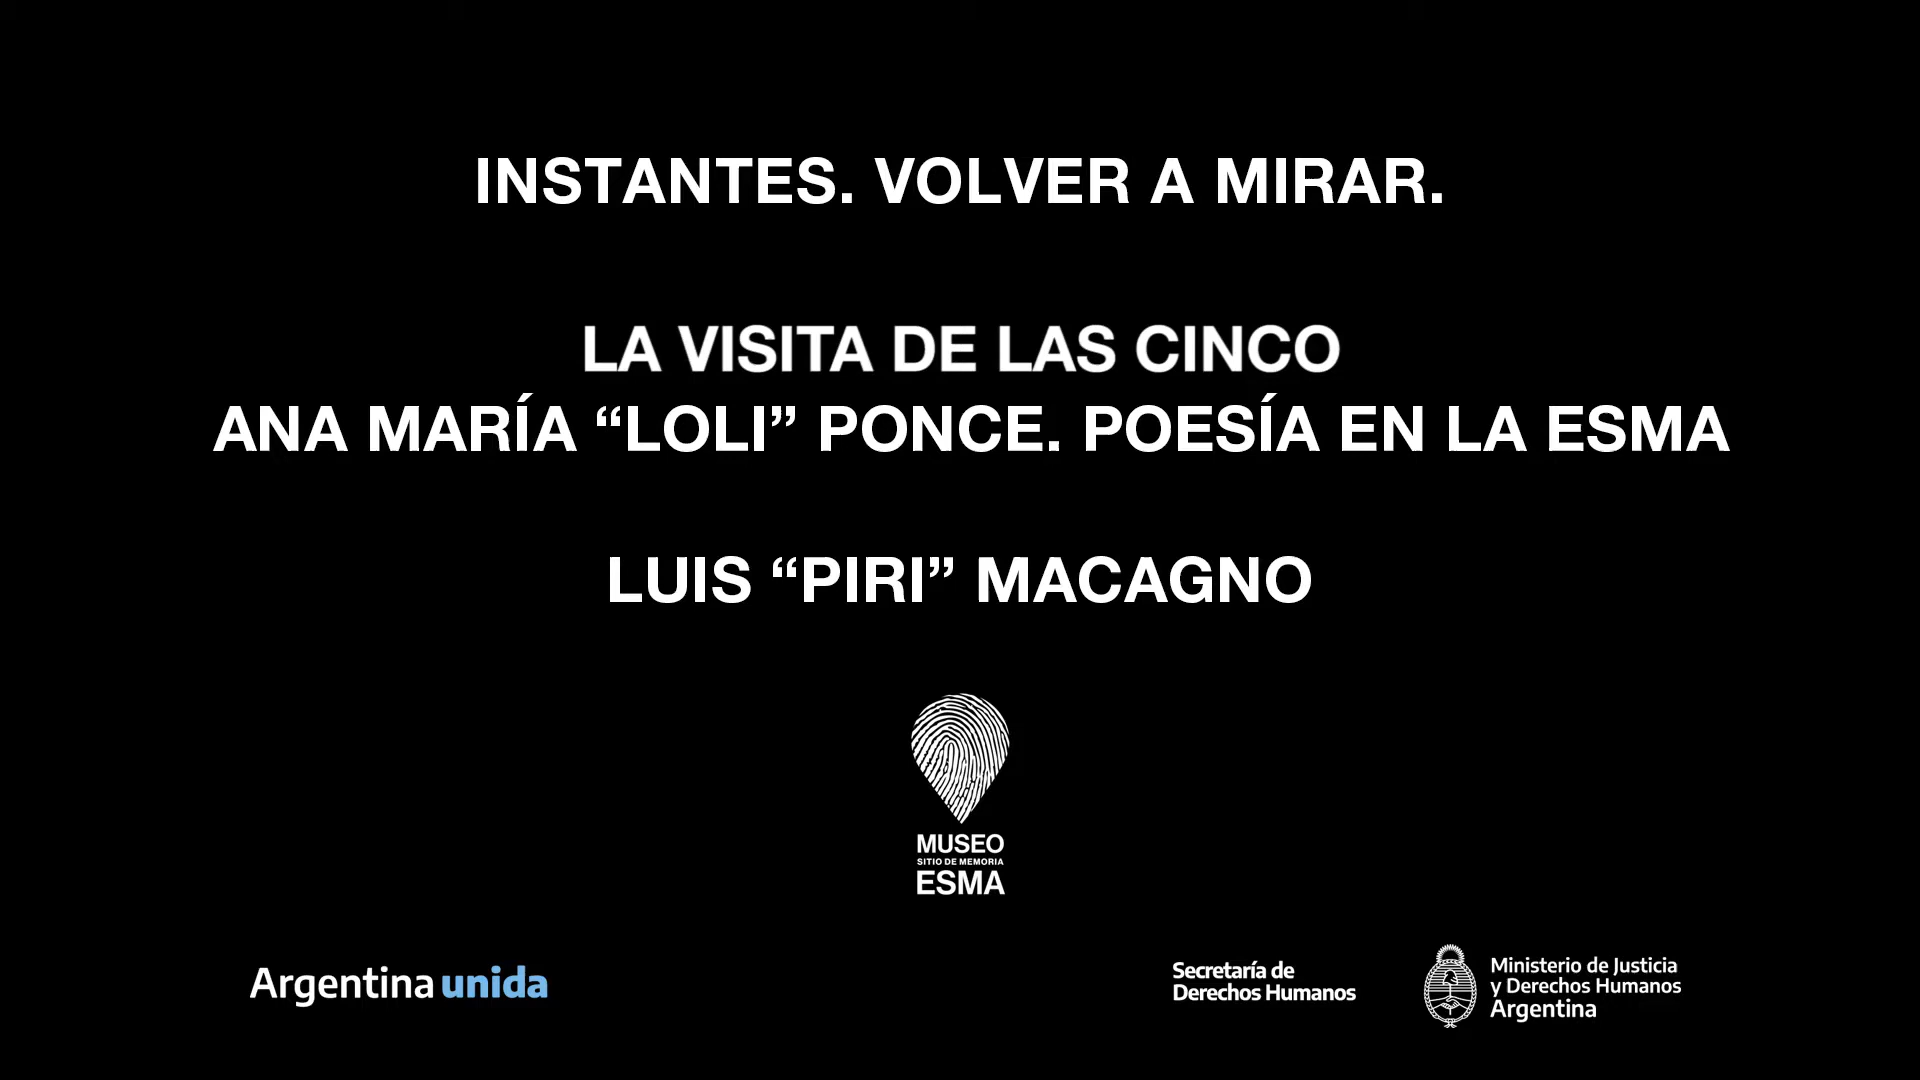 INSTANTES. VOLVER A MIRAR.
LA VISITA DE LAS CINCO
ANA MARÍA “LOLI” PONCE. POESÍA EN LA ESMA
LUIS “PIRI” MACAGNO
MUSEO
SITIO DE MEMORIA
ESMA
Argentina unida
Secretaría de
Derechos Humanos
Ministerio de Justicia
y Derechos Humanos
Argentina